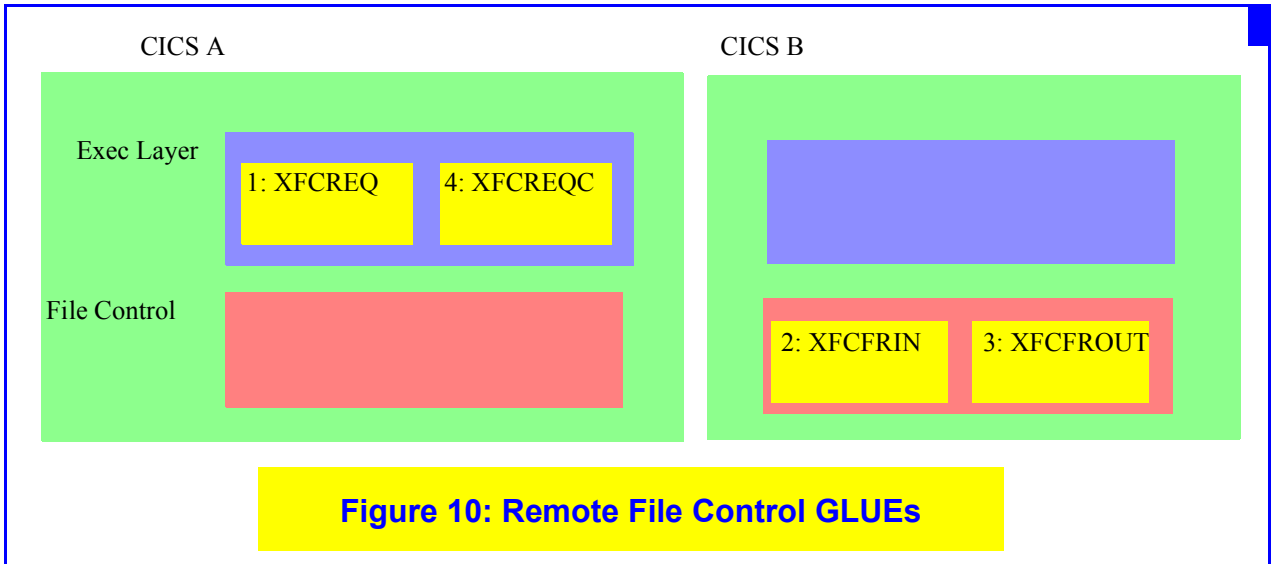 CICS A
CICS B
Exec Layer
1: XFCREQ
4: XFCREQC
File Control
2: XFCFRIN
3: XFCFROUT
Figure 10: Remote File Control GLUEs